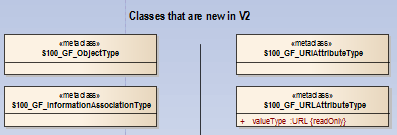 Classes that are new in V2
«metaclass»
S100_GF_ObjectType
«metaclass»
S100_GF_URIAttributeType
«metaclass»
S100_GF_InformationAssociationType
«metaclass»
S100_GF_URLAttributeType
+ valueType :URL {readOnly}